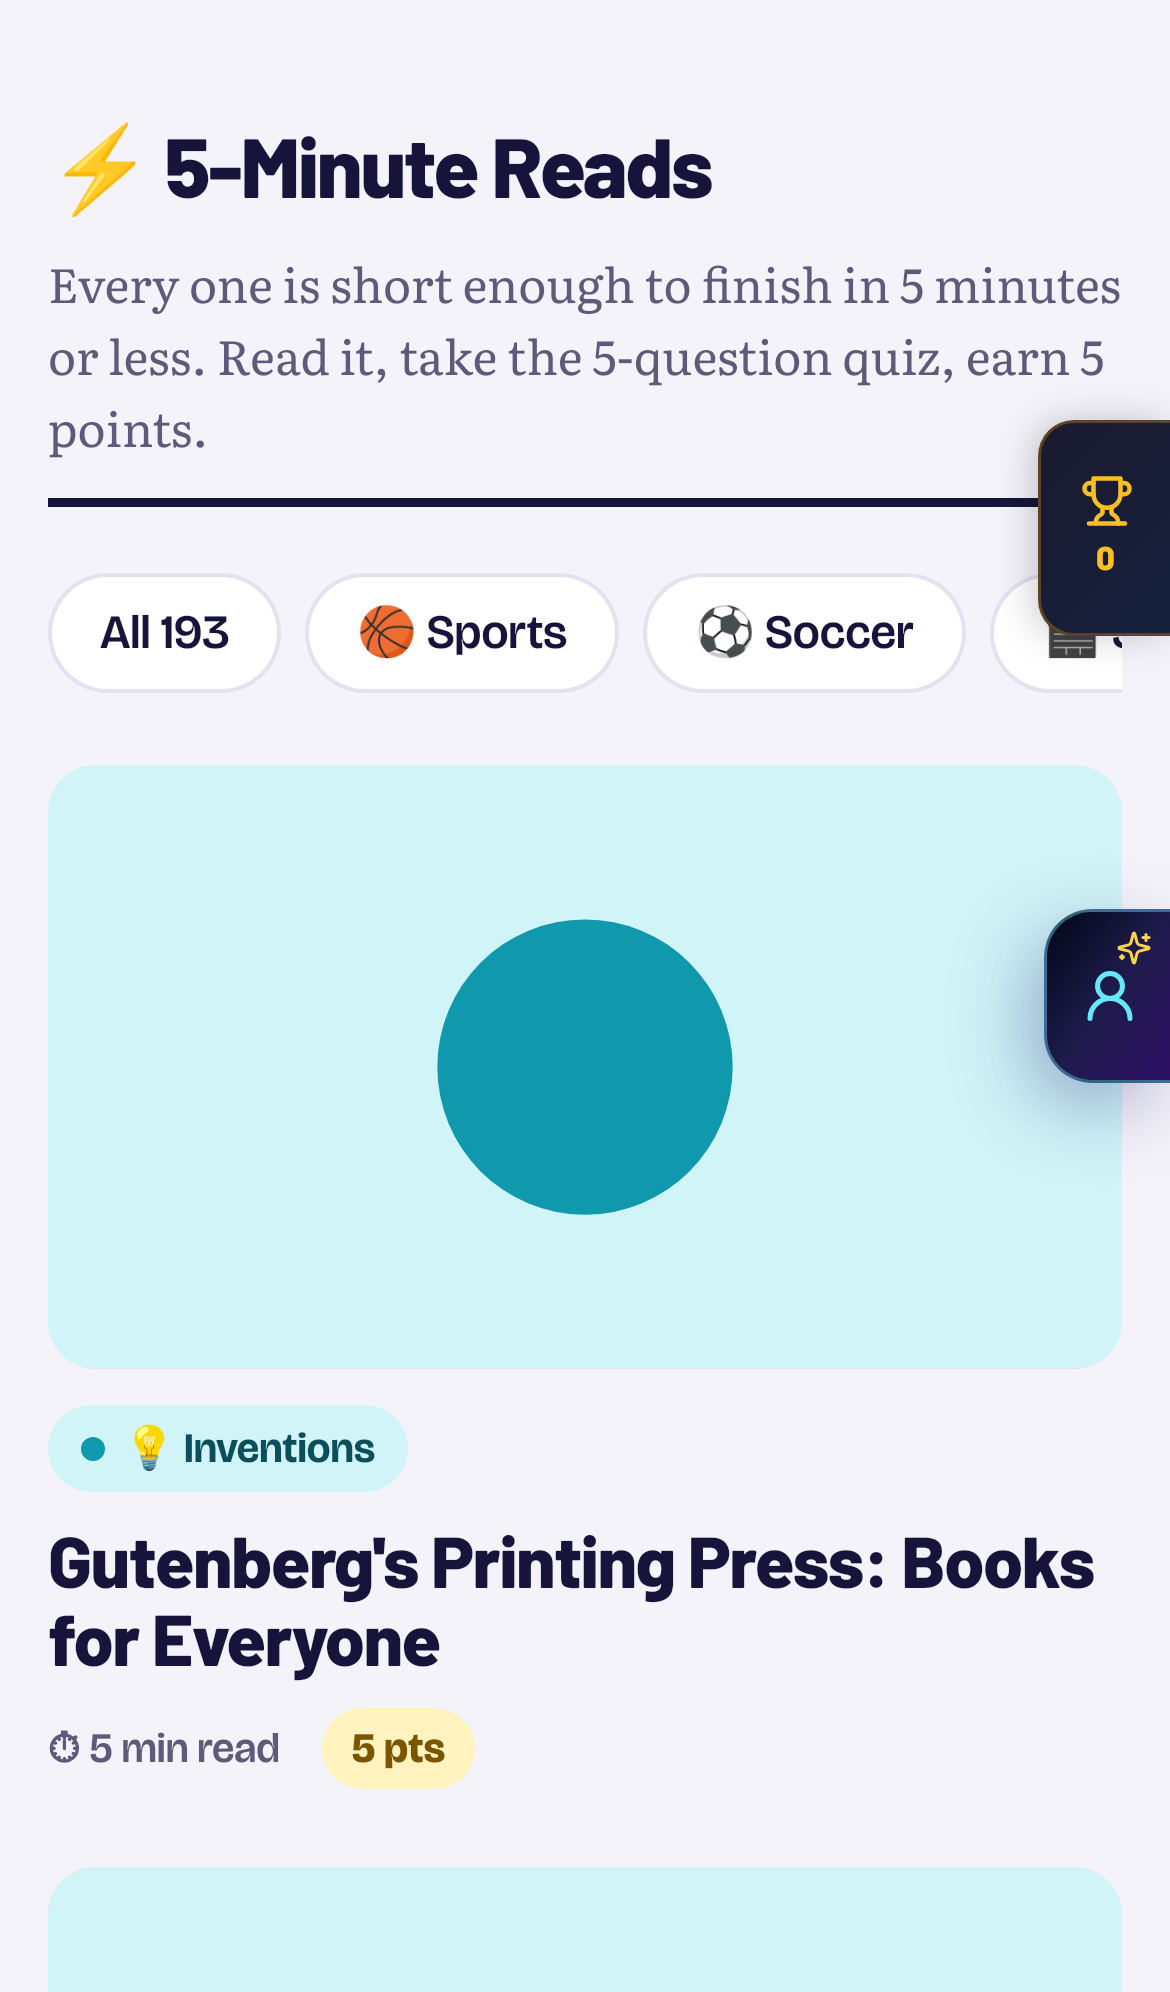 ⚡ 5-Minute Reads
Every one is short enough to finish in 5 minutes
or less. Read it, take the 5-question quiz, earn 5
points.
0
All 193
🏀 Sports
⚽ Soccer
💡 Inventions
Gutenberg's Printing Press: Books
for Everyone
⏱ 5 min read
5 pts